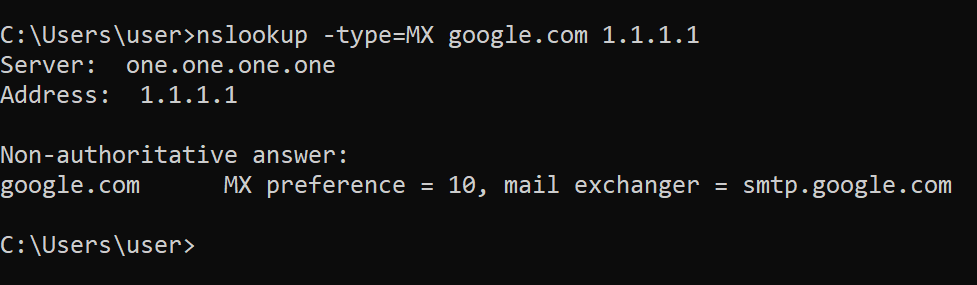 C:\Users\user>nslookup -type=MX google.com 1.1.1.1
Server:  one.one.one.one
Address:  1.1.1.1

Non-authoritative answer:
google.com      MX preference = 10, mail exchanger = smtp.google.com

C:\Users\user>